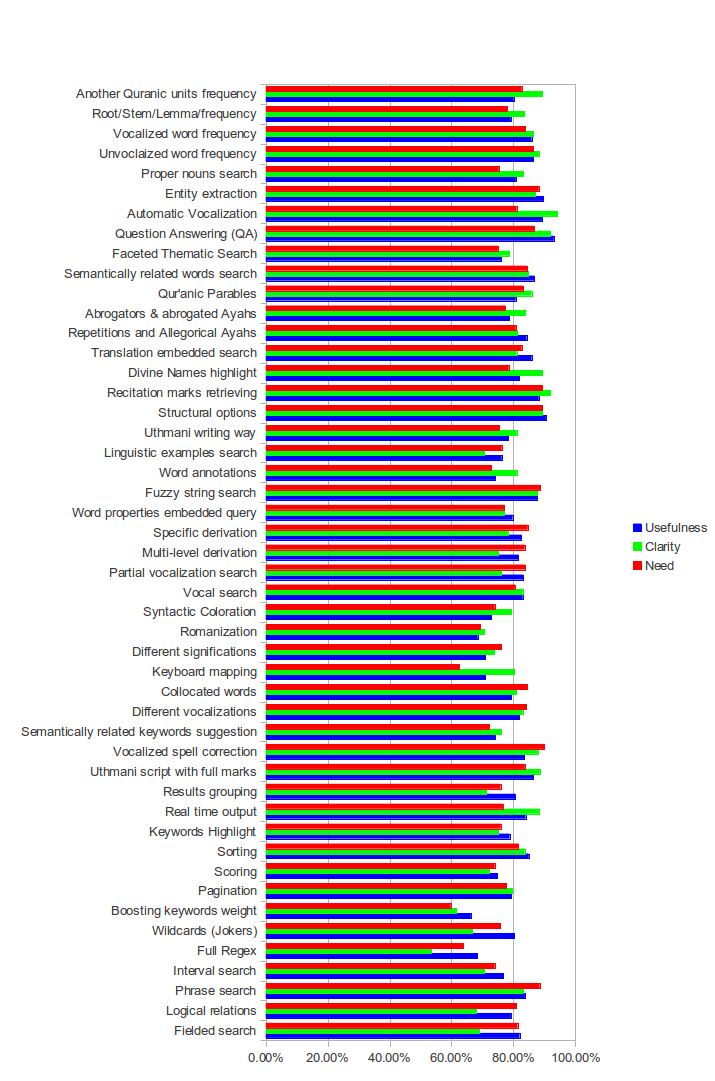 Another Quranic units frequency
Root/Stem/Lemma/frequency
Vocalized word frequency
Unvoclaized word frequency
Proper nouns search
Entity extraction
Automatic Vocalization
Question Answering (QA)
Faceted Thematic Search
Semantically related words search
Qur'anic Parables
Abrogators & abrogated Ayahs
Repetitions and Allegorical Ayahs
Translation embedded search
Divine Names highlight
Recitation marks retrieving
Structural options
Uthmani writing way
Linguistic examples search
Word annotations
Fuzzy string search
Word properties embedded query
Specific derivation
Multi-level derivation
Partial vocalization search
Vocal search
Syntactic Coloration
Romanization
Different significations
Keyboard mapping
Collocated words
Different vocalizations
Semantically related keywords suggestion
Vocalized spell correction
Uthmani script with full marks
Results grouping
Real time output
Keywords Highlight
Sorting
Scoring
Pagination
Boosting keywords weight
Wildcards (Jokers)
Full Regex
Interval search
Phrase search
Logical relations
Fielded search
0.00% 20.00% 40.00% 60.00% 80.00% 100.00%
Usefulness
Clarity
Need